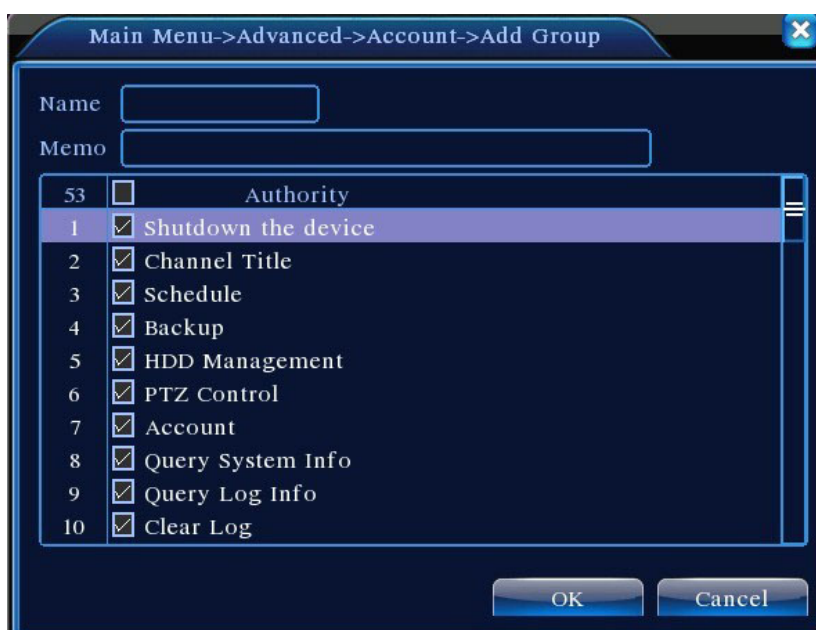 Main Menu->Advanced->Account->Add Group
Name
Memo
53 Authority
1 Shutdown the device
2 Channel Title
3 Schedule
4 Backup
5 HDD Management
6 PTZ Control
7 Account
8 Query System Info
9 Query Log Info
10 Clear Log
OK Cancel